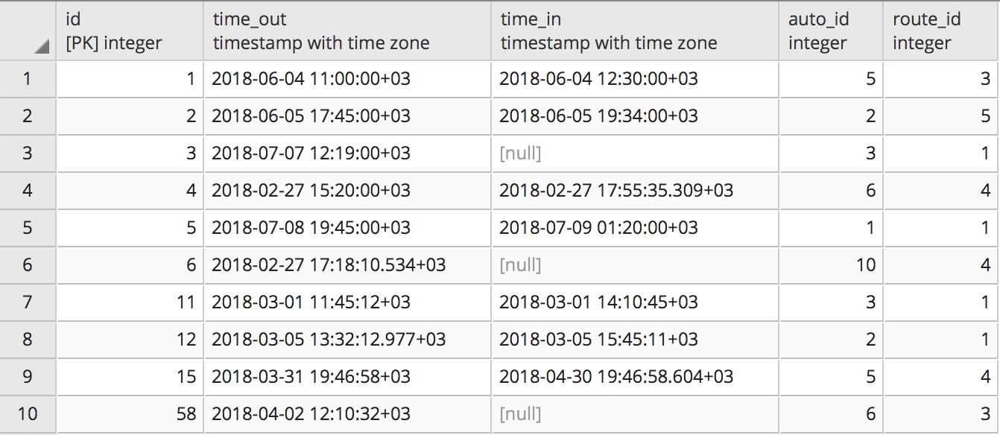 id time_out time_in auto_id route_id
[PK] integer timestamp with time zone timestamp with time zone integer integer
1 1 2018-06-04 11:00:00+03 2018-06-04 12:30:00+03 5 3
2 2 2018-06-05 17:45:00+03 2018-06-05 19:34:00+03 2 5
3 3 2018-07-07 12:19:00+03 [null] 3 1
4 4 2018-02-27 15:20:00+03 2018-02-27 17:55:35.309+03 6 4
5 5 2018-07-08 19:45:00+03 2018-07-09 01:20:00+03 1 1
6 6 2018-02-27 17:18:10.534+03 [null] 10 4
7 11 2018-03-01 11:45:12+03 2018-03-01 14:10:45+03 3 1
8 12 2018-03-05 13:32:12.977+03 2018-03-05 15:45:11+03 2 1
9 15 2018-03-31 19:46:58+03 2018-04-30 19:46:58.604+03 5 4
10 58 2018-04-02 12:10:32+03 [null] 6 3